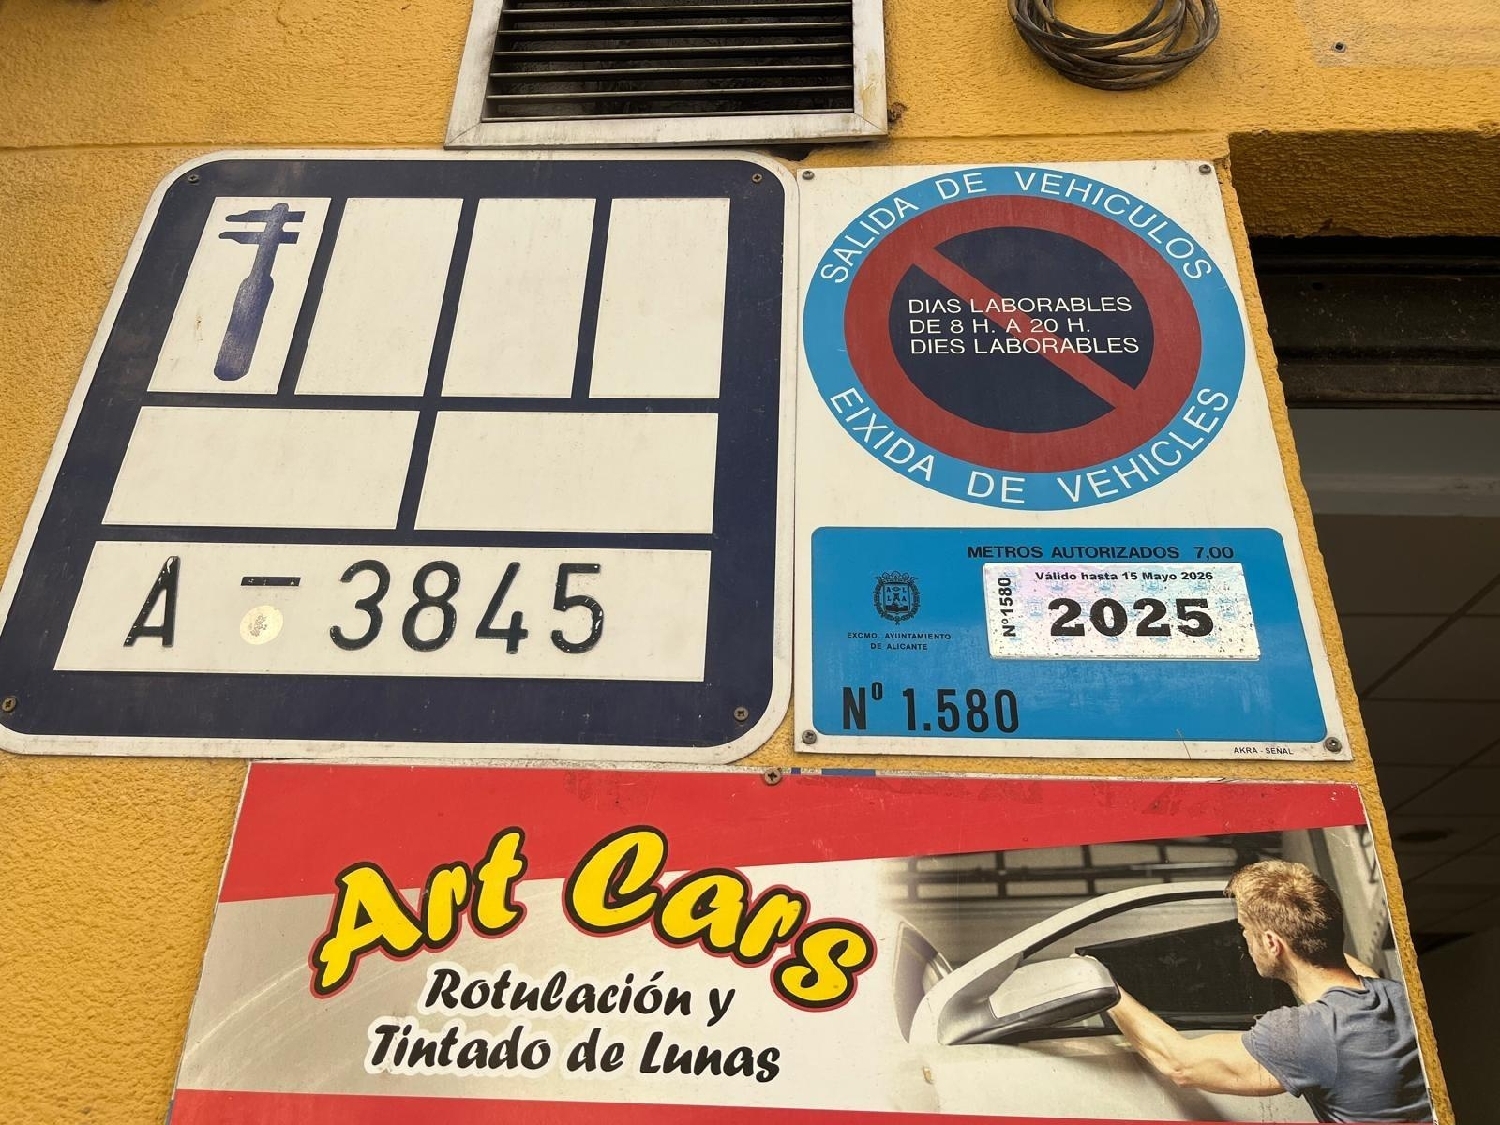 A - 3845
SALIDA DE VEHICULOS
DIAS LABORABLES
DE 8 H. A 20 H.
DIES LABORABLES
EIXIDA DE VEHICLES
METROS AUTORIZADOS 7,00
Válido hasta 15 Mayo 2026
Nº1580
2025
EXCMO. AYUNTAMIENTO
DE ALICANTE
Nº 1.580
AKRA - SEÑAL
Art Cars
Rotulación y
Tintado de Lunas